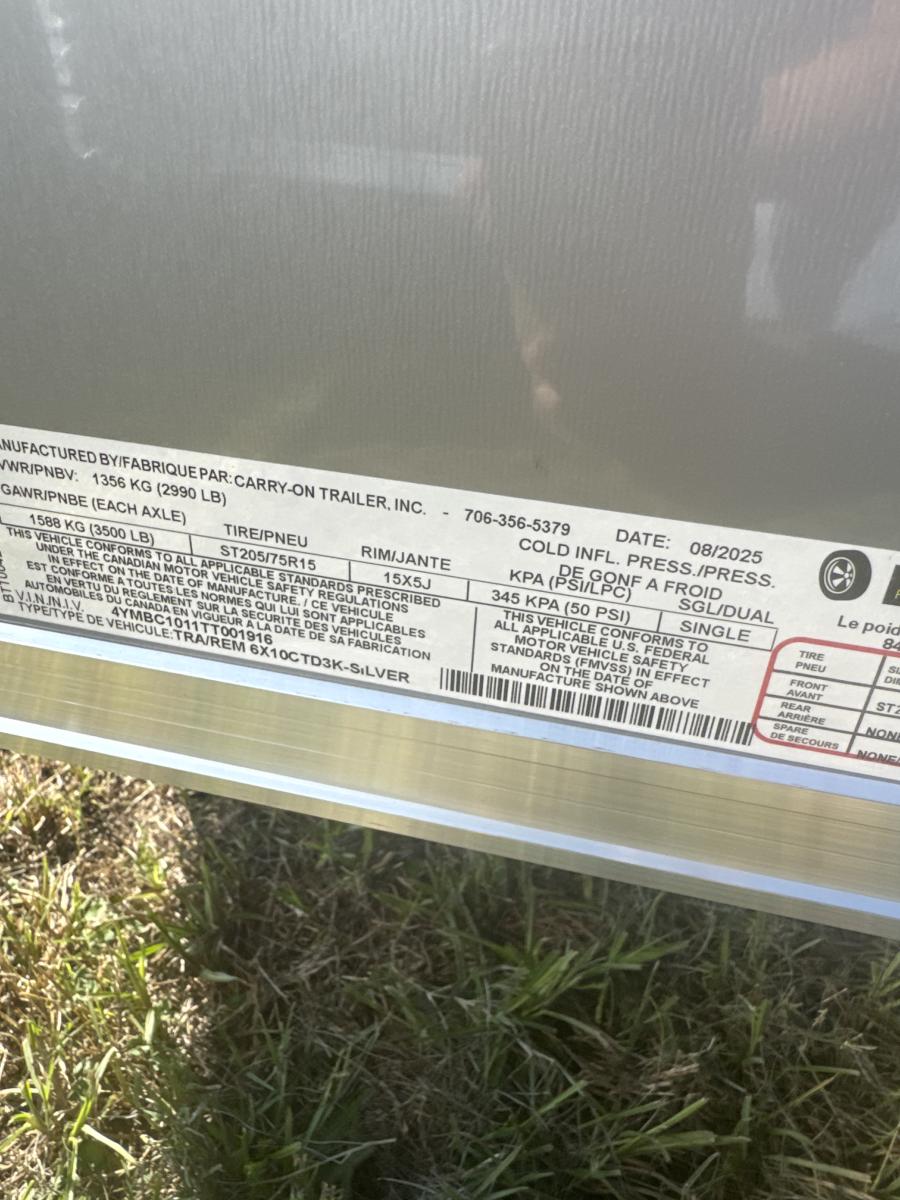 ANUFACTURED BY/FABRIQUE PAR: CARRY-ON TRAILER, INC. - 706-356-5379 DATE: 08/2025
VWR/PNBV: 1356 KG (2990 LB)
GAWR/PNBE (EACH AXLE) TIRE/PNEU RIM/JANTE COLD INFL. PRESS./PRESS.
DE GONF A FROID
KPA (PSI/LPC) SGL/DUAL
1588 KG (3500 LB) ST205/75R15 15X5J 345 KPA (50 PSI) SINGLE
THIS VEHICLE CONFORMS TO ALL APPLICABLE STANDARDS PRESCRIBED
UNDER THE CANADIAN MOTOR VEHICLE SAFETY REGULATIONS
IN EFFECT ON THE DATE OF MANUFACTURE. / CE VEHICULE
EST CONFORME A TOUTES LES NORMES QUI LUI SONT APPLICABLES
EN VERTU DU REGLEMENT SUR LA SECURITE DES VEHICULES
AUTOMOBILES DU CANADA EN VIGUEUR A LA DATE DE SA FABRICATION
V.I.N./N.I.V.
4YMBC1011TT001916
TYPE/TYPE DE VEHICULE: TRA/REM 6X10CTD3K-SILVER
THIS VEHICLE CONFORMS TO
ALL APPLICABLE U.S. FEDERAL
MOTOR VEHICLE SAFETY
STANDARDS (FMVSS) IN EFFECT
ON THE DATE OF
MANUFACTURE SHOWN ABOVE
Le poid
84
TIRE
PNEU
FRONT
AVANT
ST2
REAR
ARRIÈRE
NON
SPARE
DE SECOURS
NONE